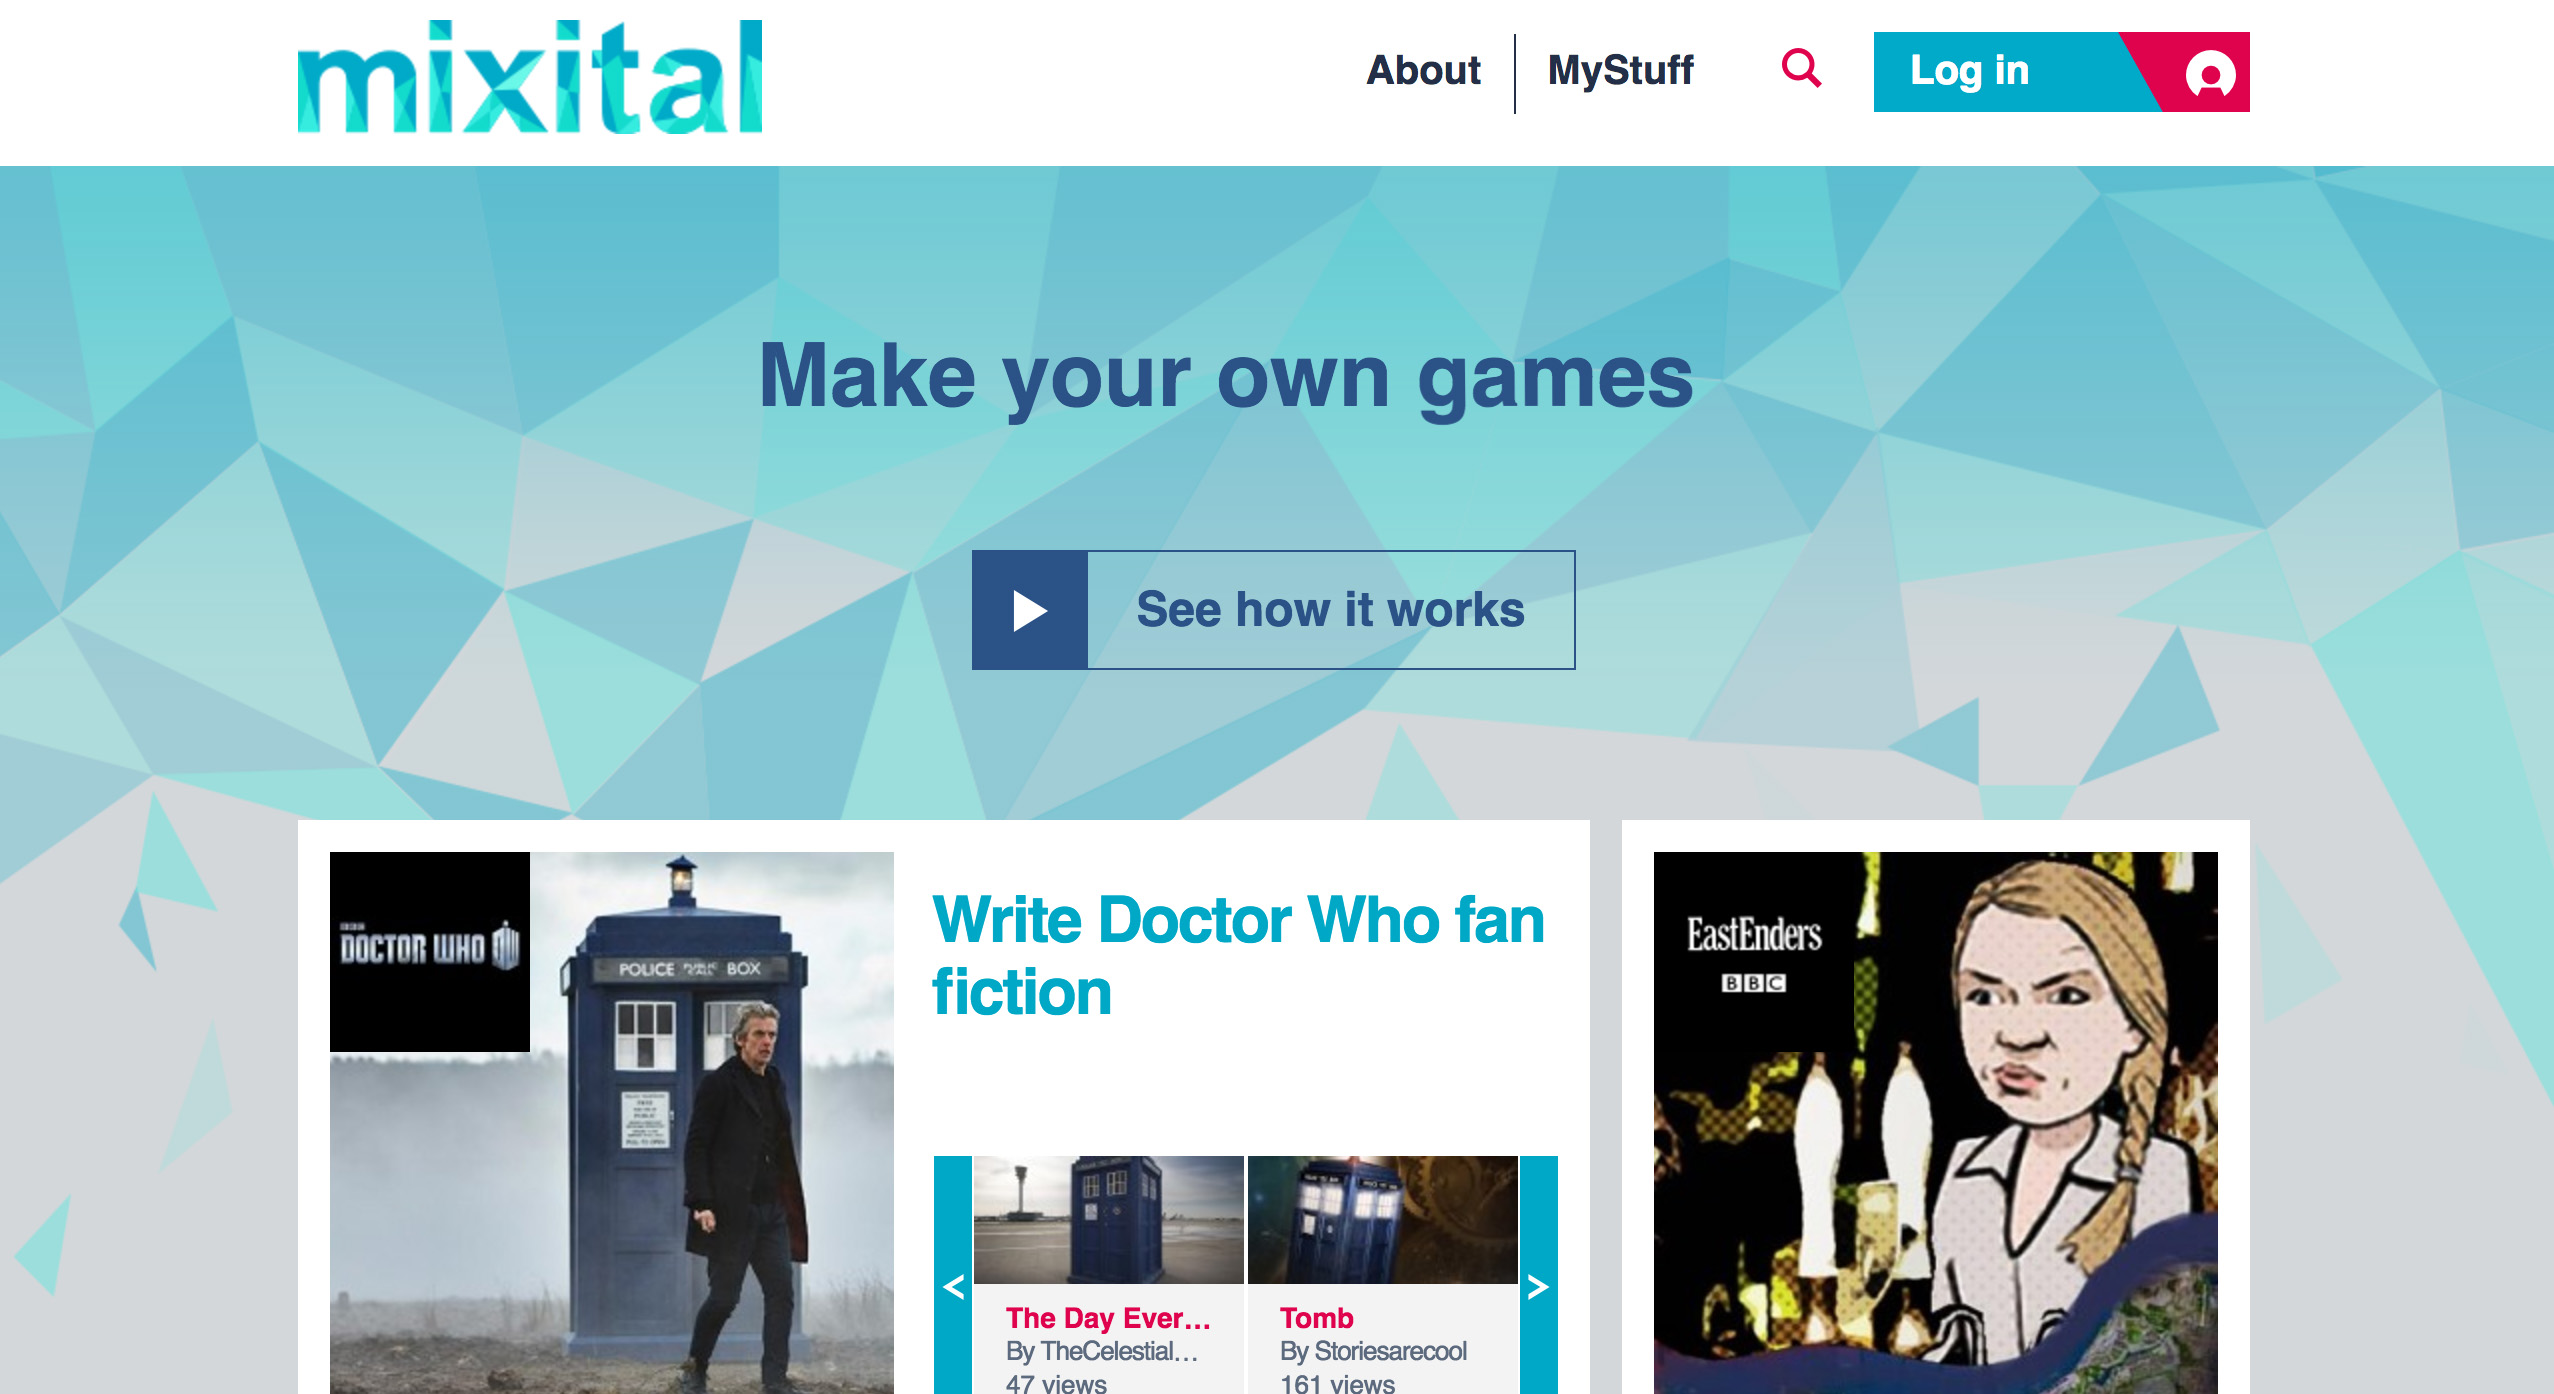 mixital
About
MyStuff
Log in
Make your own games
See how it works
DOCTOR WHO
POLICE PUBLIC CALL BOX
Write Doctor Who fan
fiction
<
>
The Day Ever...
By TheCelestial...
47 views
Tomb
By Storiesarecool
161 views
EastEnders
BBC